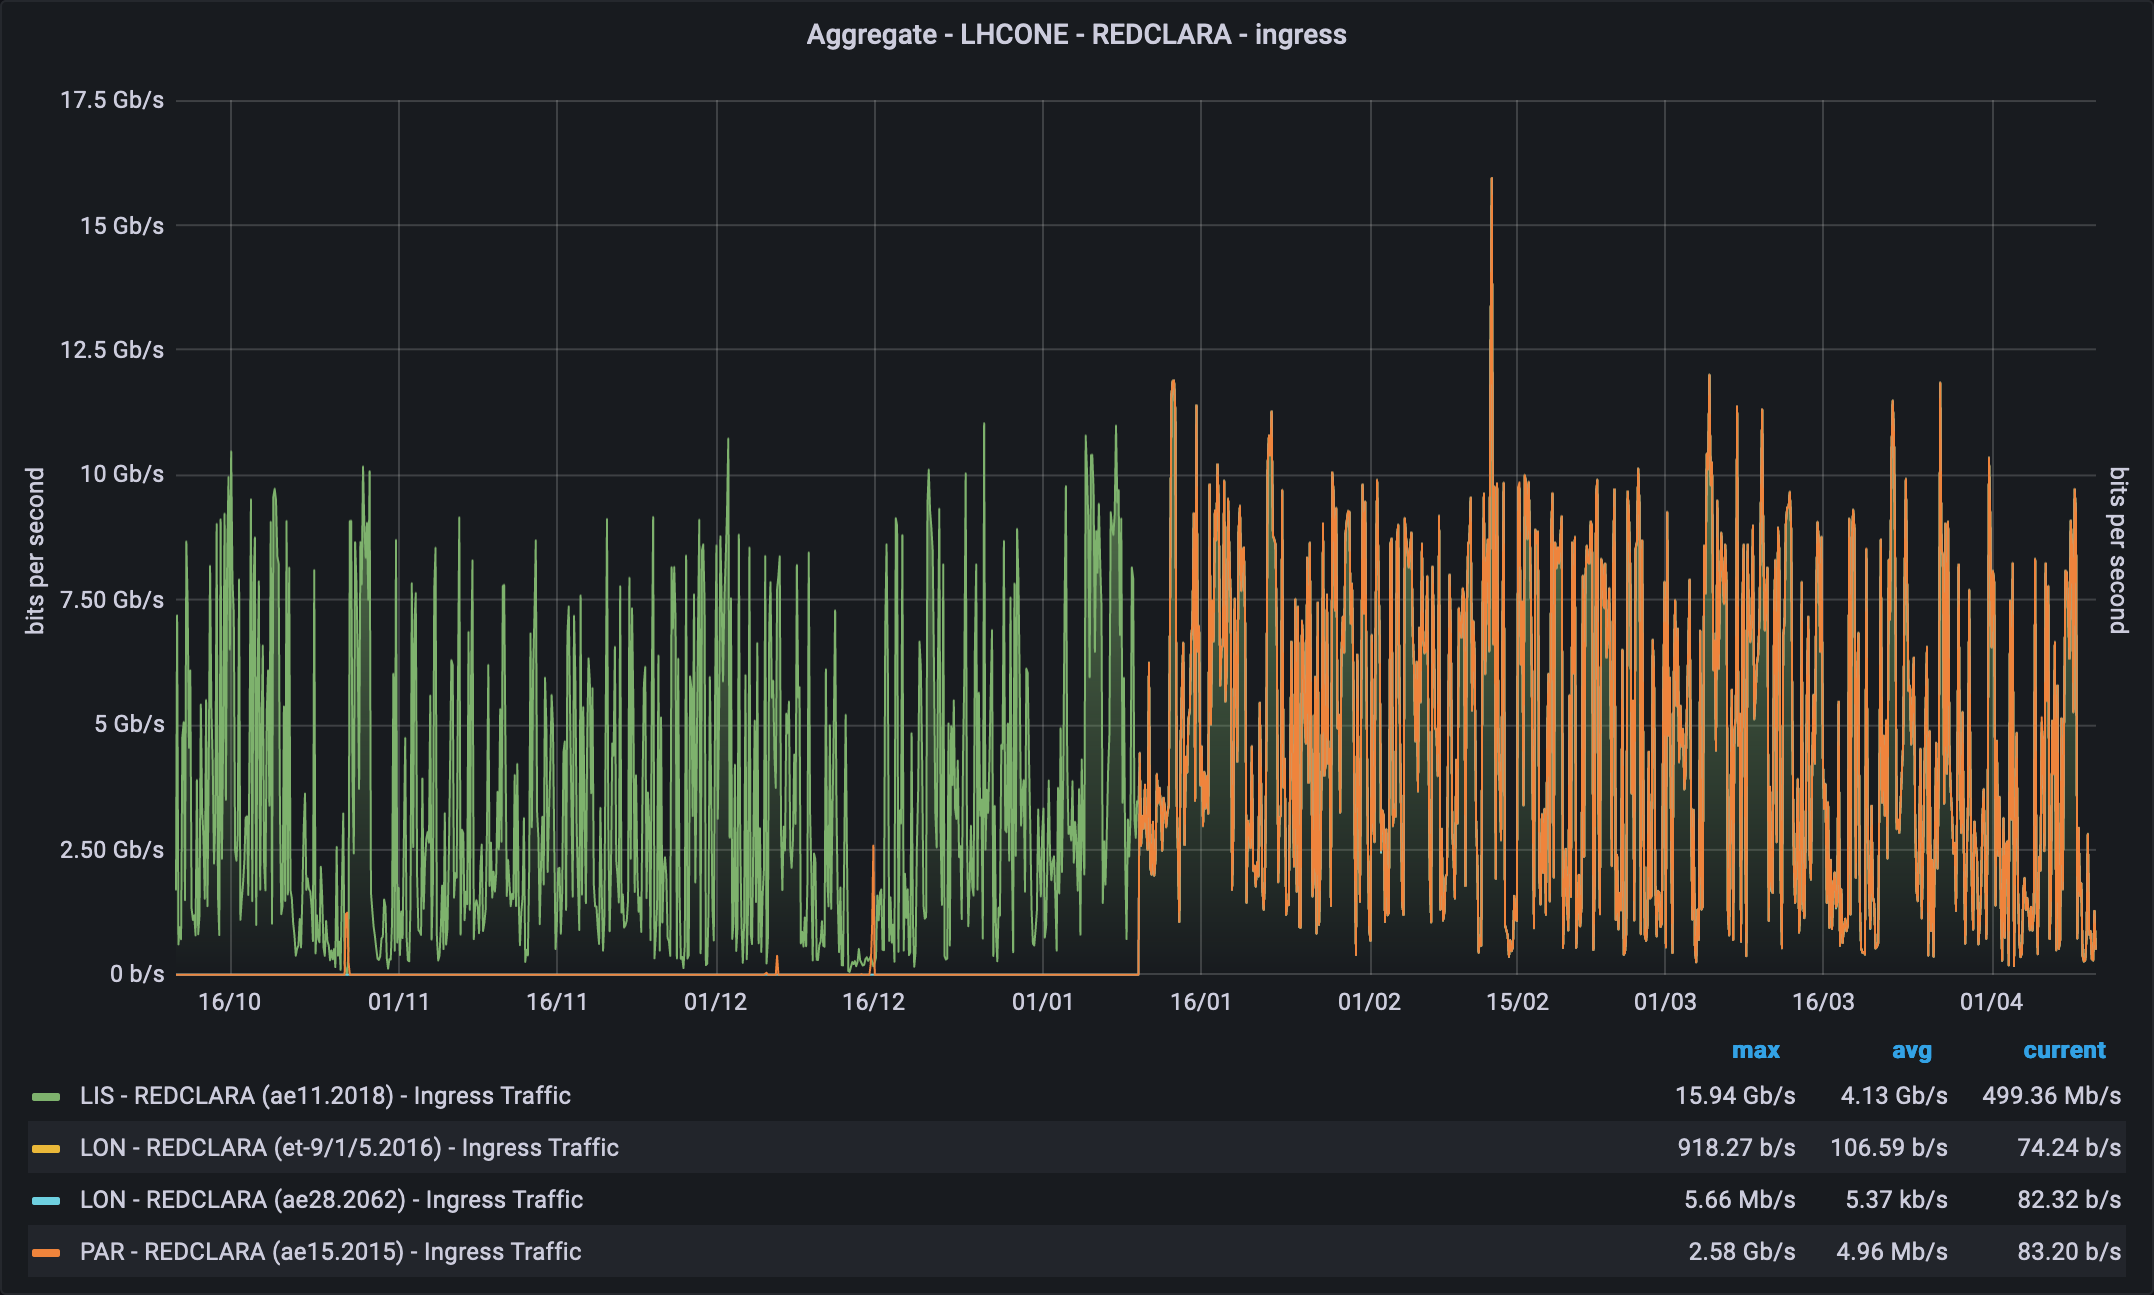 Aggregate - LHCONE - REDCLARA - ingress
17.5 Gb/s
15 Gb/s
12.5 Gb/s
10 Gb/s
7.50 Gb/s
5 Gb/s
2.50 Gb/s
0 b/s
bits per second
bits per second
16/10 01/11 16/11 01/12 16/12 01/01 16/01 01/02 15/02 01/03 16/03 01/04
max avg current
LIS - REDCLARA (ae11.2018) - Ingress Traffic 15.94 Gb/s 4.13 Gb/s 499.36 Mb/s
LON - REDCLARA (et-9/1/5.2016) - Ingress Traffic 918.27 b/s 106.59 b/s 74.24 b/s
LON - REDCLARA (ae28.2062) - Ingress Traffic 5.66 Mb/s 5.37 kb/s 82.32 b/s
PAR - REDCLARA (ae15.2015) - Ingress Traffic 2.58 Gb/s 4.96 Mb/s 83.20 b/s